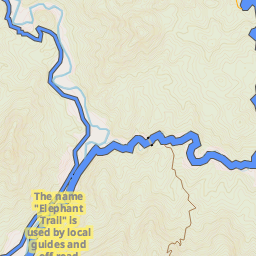 The name
"Elephant
Trail" is
used by local
guides and
off road